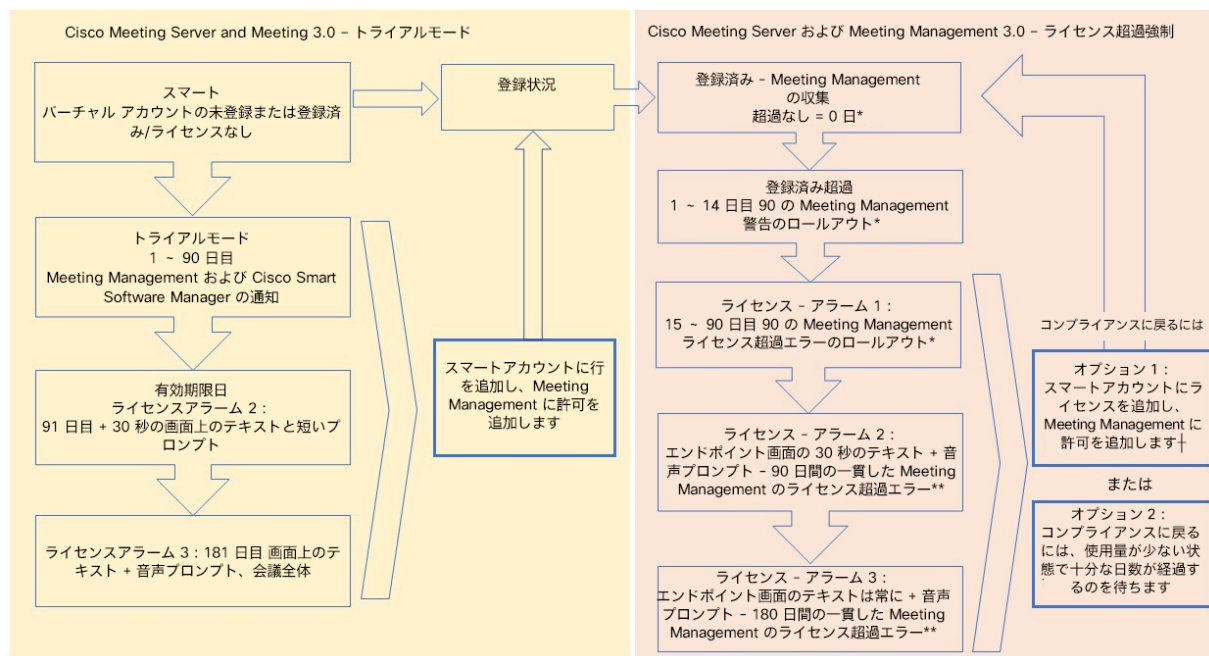 Cisco Meeting Server and Meeting 3.0 – トライアルモード
スマート
バーチャル アカウントの未登録または登録済
み/ライセンスなし
登録状況
トライアルモード
1 ~ 90 日目
Meeting Management および Cisco Smart
Software Manager の通知
有効期限日
ライセンスアラーム 2：
91 日目 + 30 秒の画面上のテキストと短いプ
ロンプト
ライセンスアラーム 3：181 日目 画面上のテ
キスト + 音声プロンプト、会議全体
スマートアカウントに行
を追加し、Meeting
Management に許可を
追加します
Cisco Meeting Server および Meeting Management 3.0 – ライセンス超過強制
登録済み – Meeting Management
の収集
超過なし = 0 日*
登録済み超過
1 ~ 14 日目 90 の Meeting Management
警告のロールアウト*
ライセンス – アラーム 1：
15 ~ 90 日目 90 の Meeting Management
ライセンス超過エラーのロールアウト*
ライセンス – アラーム 2：
エンドポイント画面の 30 秒のテキスト + 音
声プロンプト – 90 日間の一貫した Meeting
Management のライセンス超過エラー**
ライセンス – アラーム 3：
エンドポイント画面のテキストは常に + 音声
プロンプト – 180 日間の一貫した Meeting
Management のライセンス超過エラー**
コンプライアンスに戻るには
オプション 1：
スマートアカウントにラ
イセンスを追加し、
Meeting Management に
許可を追加します┼
または
オプション 2：
コンプライアンスに戻る
には、使用量が少ない状
態で十分な日数が経過す
るのを待ちます